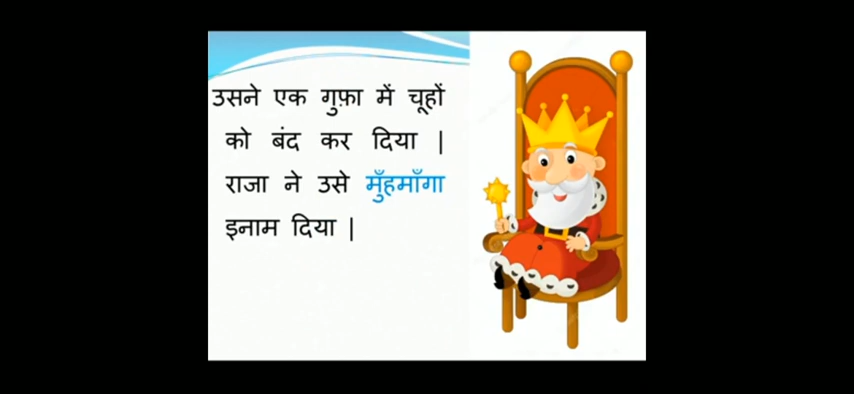 उसने एक गुफ़ा में चूहों
को बंद कर दिया |
राजा ने उसे मुँहमाँगा
इनाम दिया |